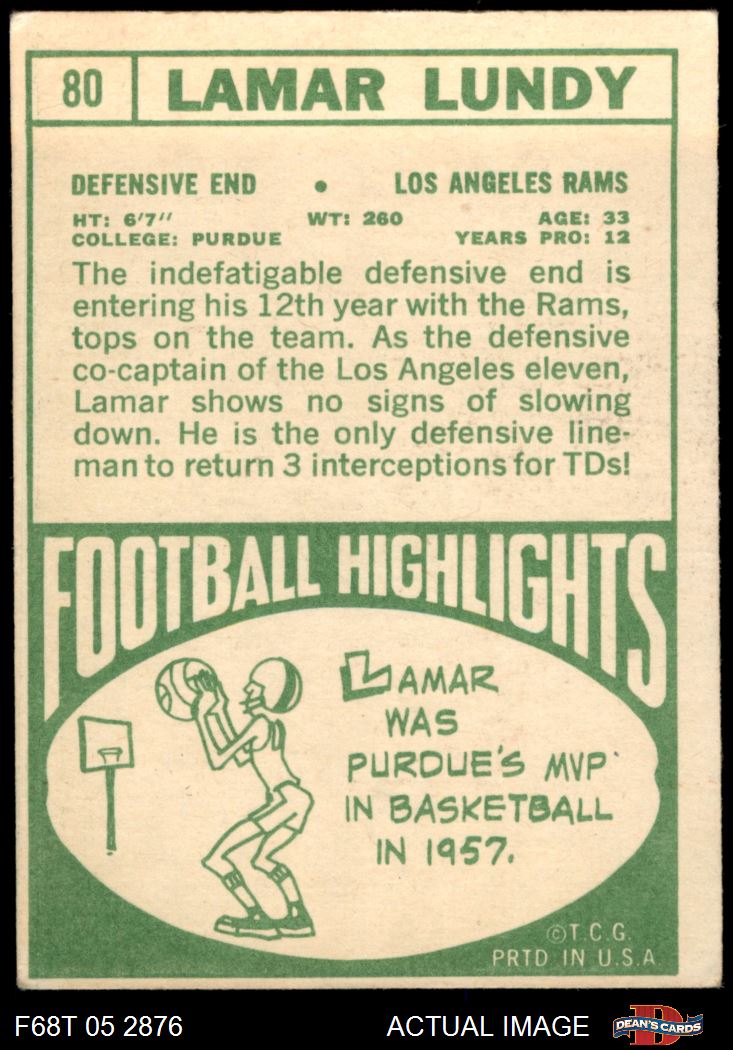 80 LAMAR LUNDY
DEFENSIVE END • LOS ANGELES RAMS
HT: 6'7" WT: 260 AGE: 33
COLLEGE: PURDUE YEARS PRO: 12
The indefatigable defensive end is
entering his 12th year with the Rams,
tops on the team. As the defensive
co-captain of the Los Angeles eleven,
Lamar shows no signs of slowing
down. He is the only defensive line-
man to return 3 interceptions for TDs!
FOOTBALL HIGHLIGHTS
LAMAR
WAS
PURDUE'S MVP
IN BASKETBALL
IN 1957.
©T.C.G.
PRTD IN U.S.A.
F68T 05 2876 ACTUAL IMAGE D DEAN'S CARDS